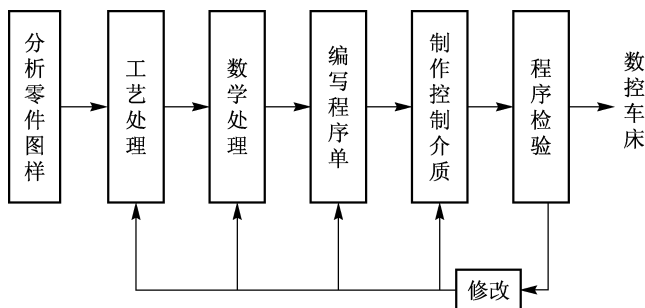 分析零件图样
工艺处理
数学处理
编写程序单
制作控制介质
程序检验
数控车床
修改